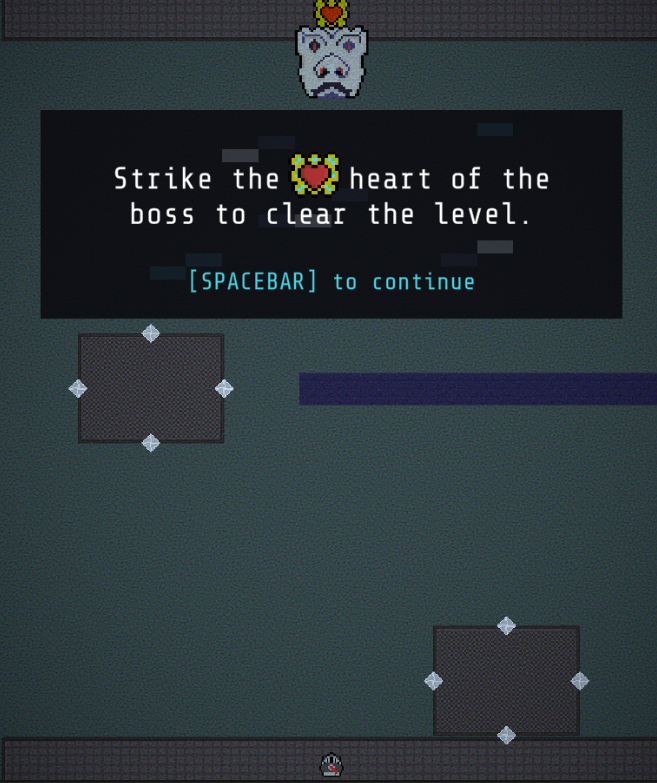 Strike the heart of the
boss to clear the level.
[SPACEBAR] to continue